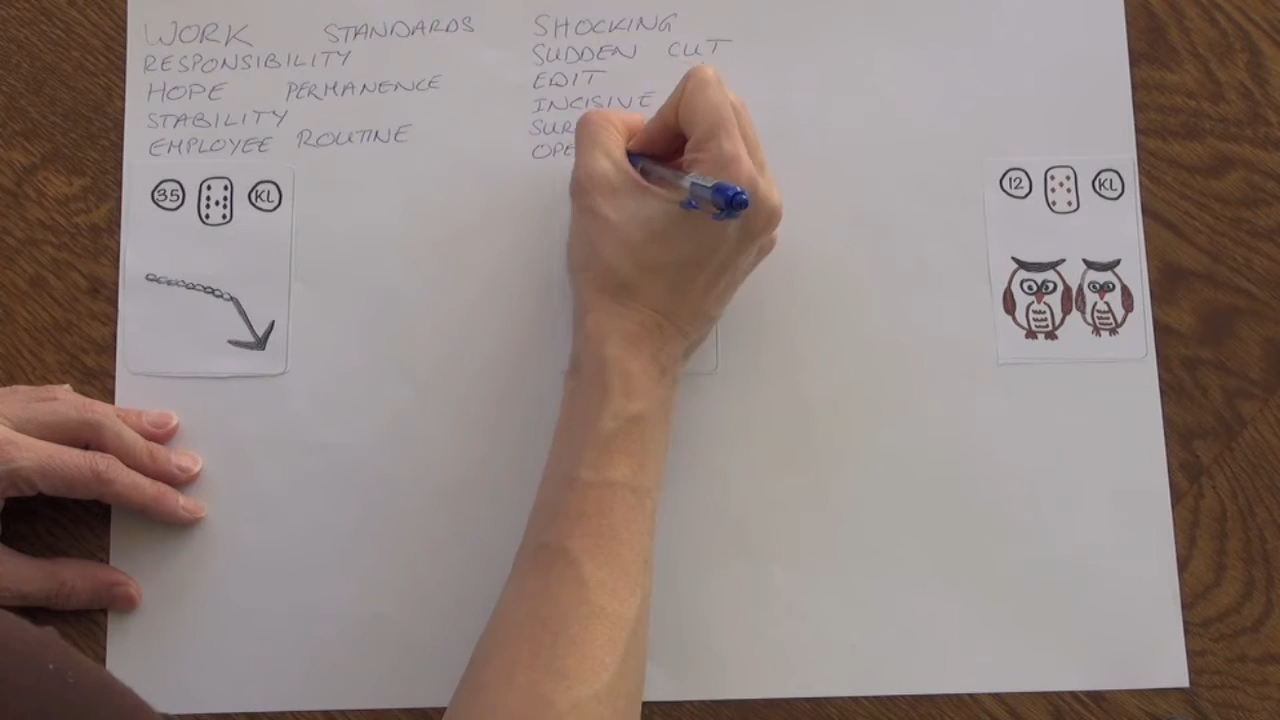 WORK STANDARDS
RESPONSIBILITY
HOPE PERMANENCE
STABILITY
EMPLOYEE ROUTINE
SHOCKING
SUDDEN CUT
EDIT
INCISIVE
35 KL
12 KL